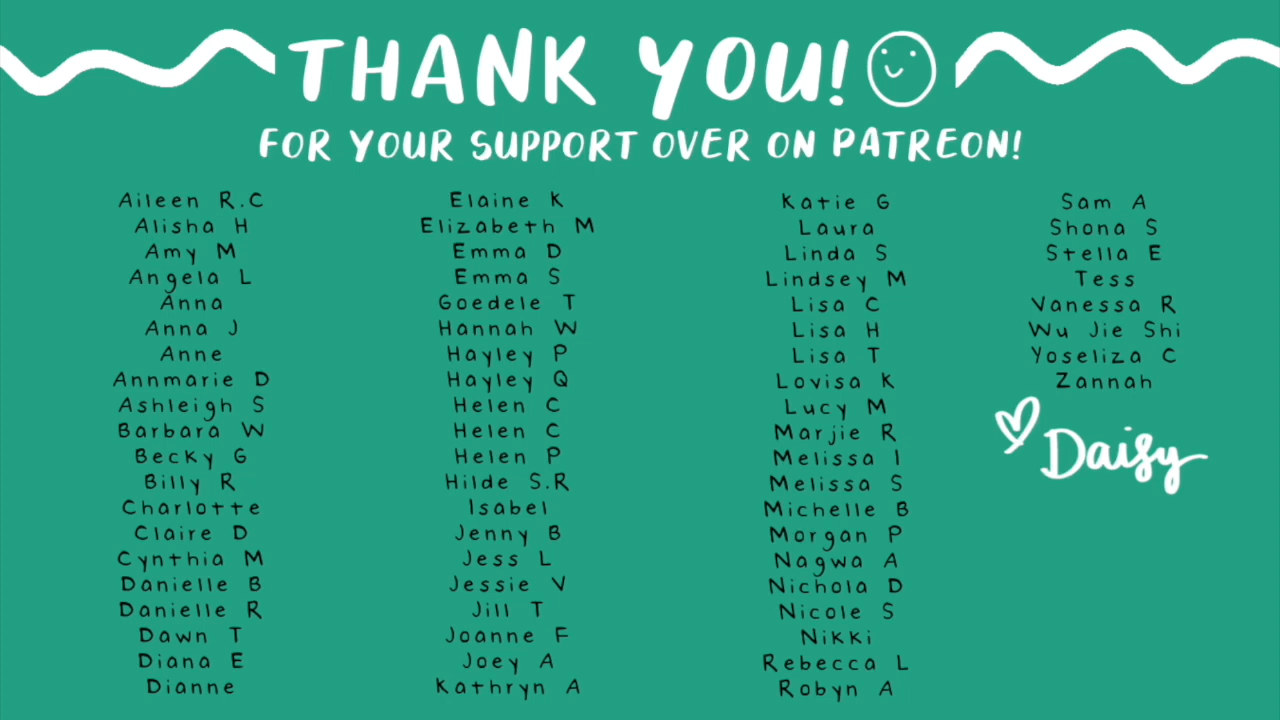 THANK YOU!
FOR YOUR SUPPORT OVER ON PATREON!
Aileen R.C
Alisha H
Amy M
Angela L
Anna
Anna J
Anne
Annmarie D
Ashleigh S
Barbara W
Becky G
Billy R
Charlotte
Claire D
Cynthia M
Danielle B
Danielle R
Dawn T
Diana E
Dianne
Elaine K
Elizabeth M
Emma D
Emma S
Goedele T
Hannah W
Hayley P
Hayley Q
Helen C
Helen C
Helen P
Hilde S.R
Isabel
Jenny B
Jess L
Jessie V
Jill T
Joanne F
Joey A
Kathryn A
Katie G
Laura
Linda S
Lindsey M
Lisa C
Lisa H
Lisa T
Lovisa K
Lucy M
Marjie R
Melissa I
Melissa S
Michelle B
Morgan P
Nagwa A
Nichola D
Nicole S
Nikki
Rebecca L
Robyn A
Sam A
Shona S
Stella E
Tess
Vanessa R
Wu Jie Shi
Yoseliza C
Zannah
Daisy